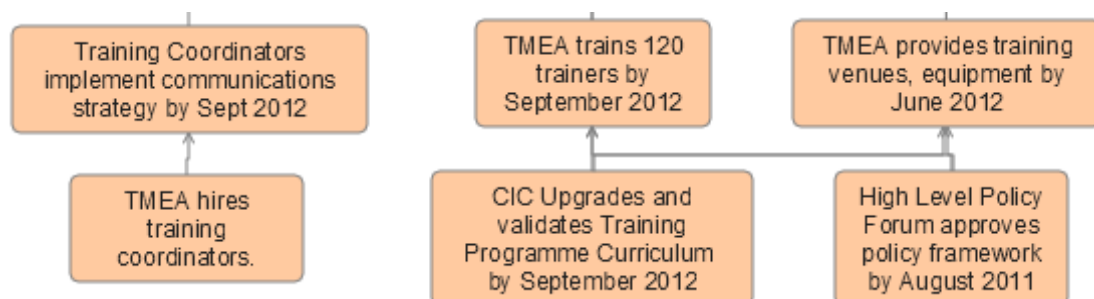 Training Coordinators
implement communications
strategy by Sept 2012
TMEA trains 120
trainers by
September 2012
TMEA provides training
venues, equipment by
June 2012
TMEA hires
training
coordinators.
CIC Upgrades and
validates Training
Programme Curriculum
by September 2012
High Level Policy
Forum approves
policy framework
by August 2011